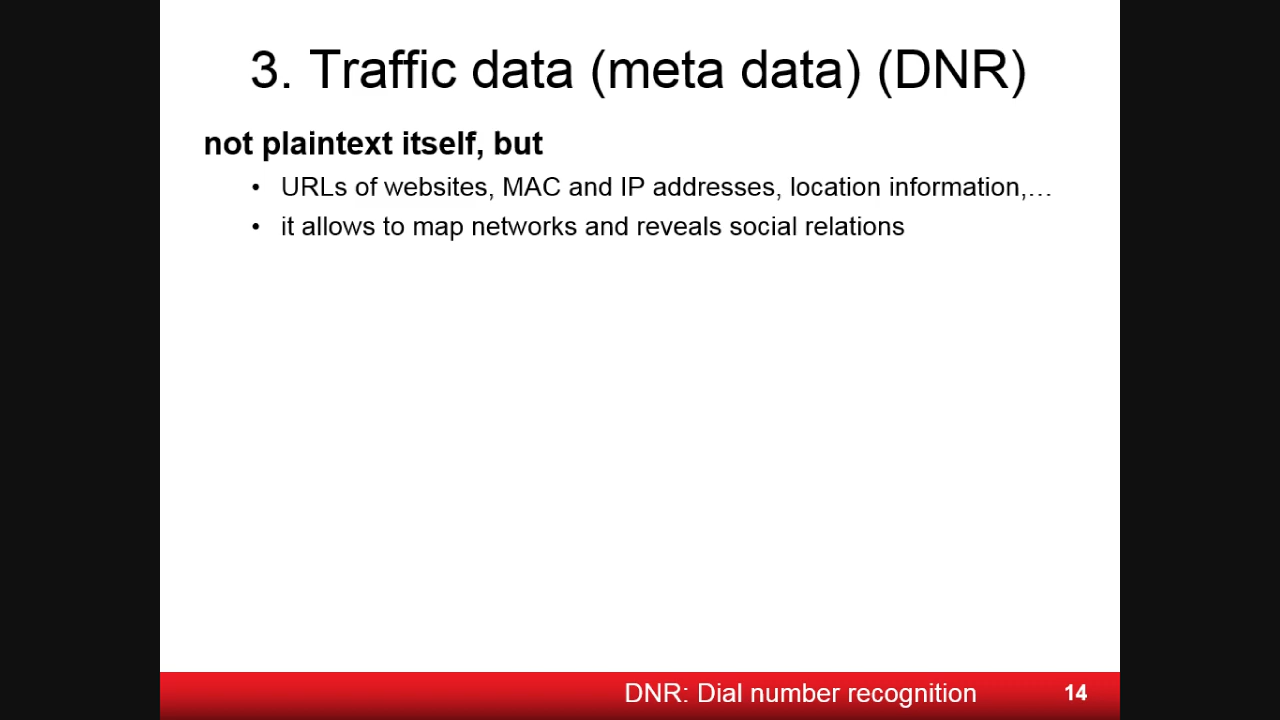 3. Traffic data (meta data) (DNR)
not plaintext itself, but
• URLs of websites, MAC and IP addresses, location information,…
• it allows to map networks and reveals social relations
DNR: Dial number recognition
14